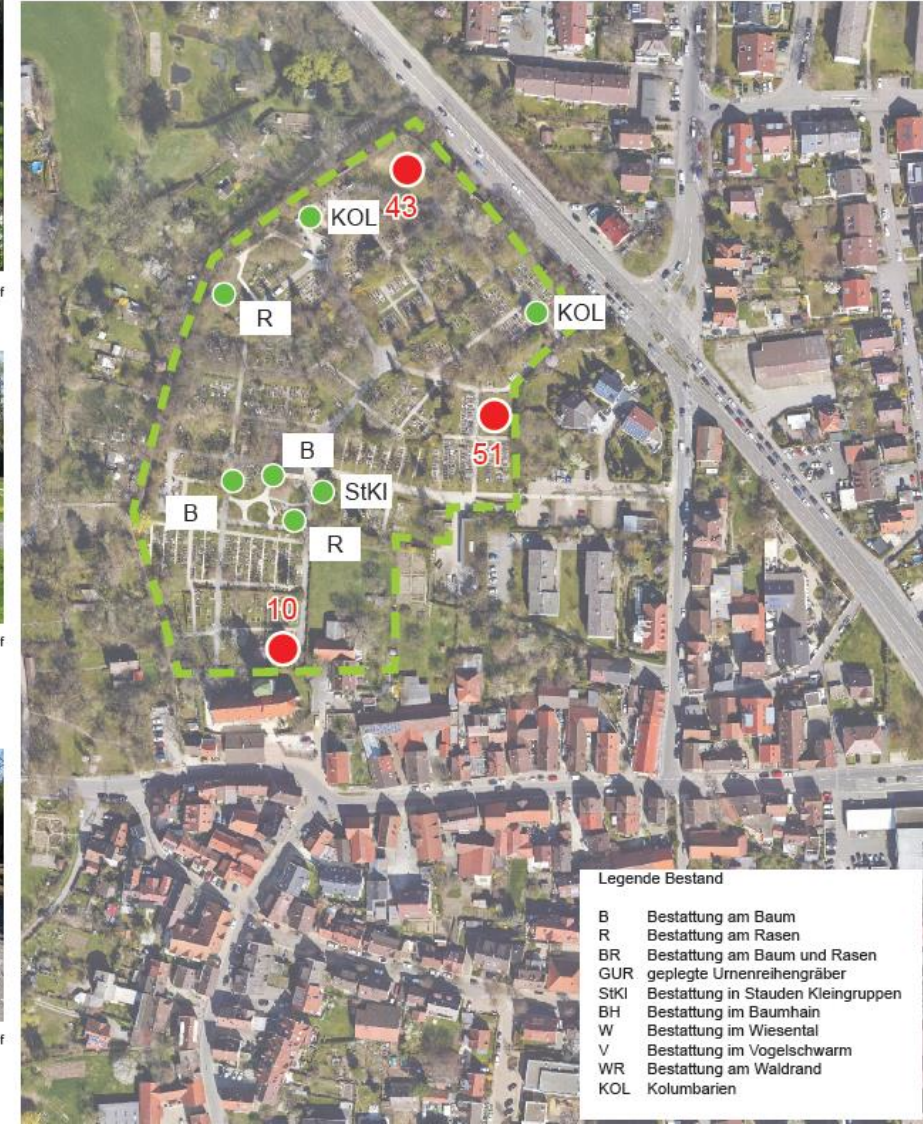 KOL
43
R
KOL
51
B
StKl
B
R
10
Legende Bestand
B Bestattung am Baum
R Bestattung am Rasen
BR Bestattung am Baum und Rasen
GUR geplegte Urnenreihengräber
StKl Bestattung in Stauden Kleingruppen
BH Bestattung im Baumhain
W Bestattung im Wiesental
V Bestattung im Vogelschwarm
WR Bestattung am Waldrand
KOL Kolumbarien